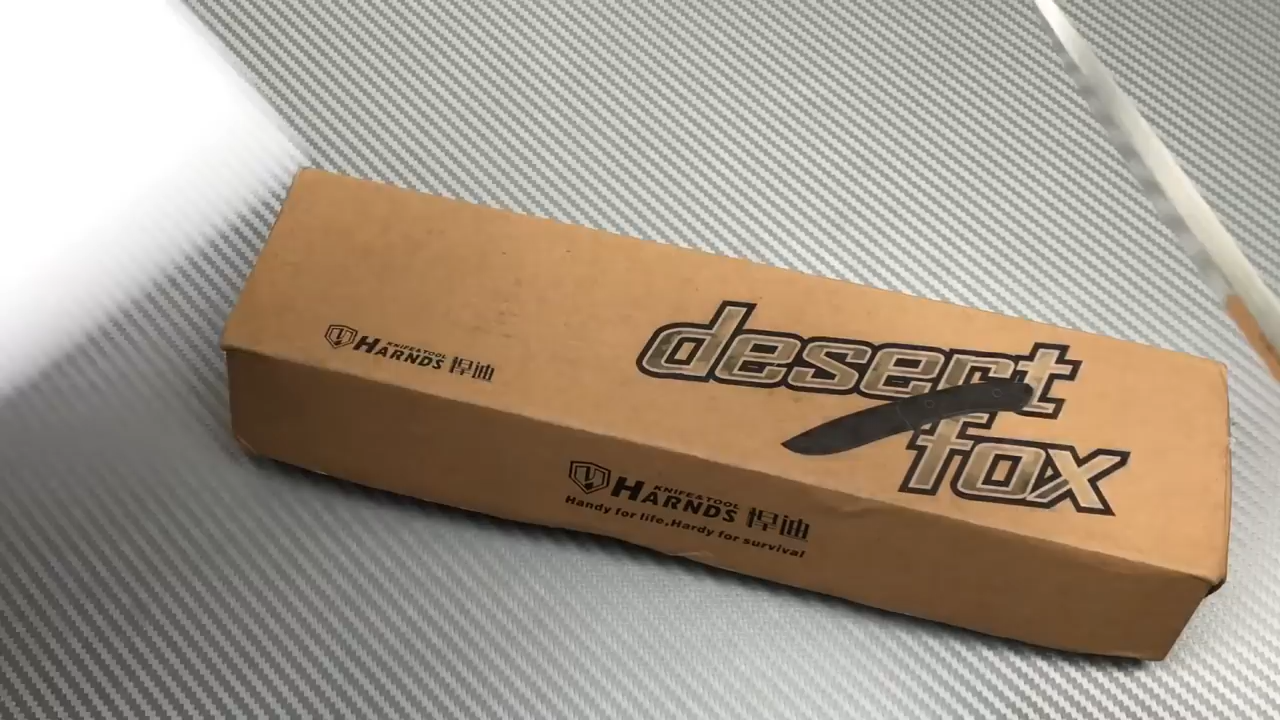 desert
fox
KNIFE&TOOL
HARNDS 悍迪
KNIFE&TOOL
HARNDS 悍迪
Handy for life,Hardy for survival